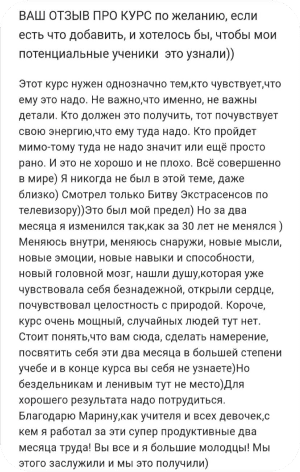 ВАШ ОТЗЫВ ПРО КУРС по желанию, если
есть что добавить, и хотелось бы, чтобы мои
потенциальные ученики  это узнали))
Этот курс нужен однозначно тем,кто чувствует,что
ему это надо. Не важно,что именно, не важны
детали. Кто должен это получить, тот почувствует
свою энергию,что ему туда надо. Кто пройдет
мимо-тому туда не надо значит или ещё просто
рано. И это не хорошо и не плохо. Всё совершенно
в мире) Я никогда не был в этой теме, даже
близко) Смотрел только Битву Экстрасенсов по
телевизору))Это был мой предел) Но за два
месяца я изменился так,как за 30 лет не менялся )
Меняюсь внутри, меняюсь снаружи, новые мысли,
новые эмоции, новые навыки и способности,
новый головной мозг, нашли душу,которая уже
чувствовала себя безнадежной, открыли сердце,
почувствовал целостность с природой. Короче,
курс очень мощный, случайных людей тут нет.
Стоит понять,что вам сюда, сделать намерение,
посвятить себя эти два месяца в большей степени
учебе и в конце курса вы себя не узнаете)Но
бездельникам и ленивым тут не место)Для
хорошего результата надо потрудиться.
Благодарю Марину,как учителя и всех девочек,с
кем я работал за эти супер продуктивные два
месяца труда! Вы все и я большие молодцы! Мы
этого заслужили и мы это получили)